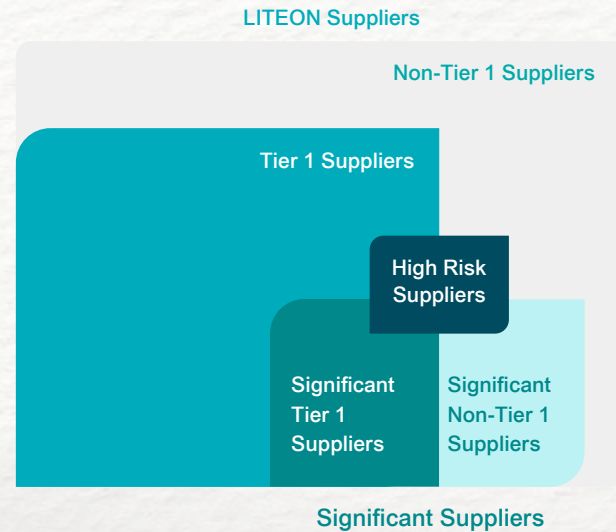 LITEON Suppliers
Non-Tier 1 Suppliers
Tier 1 Suppliers
High Risk
Suppliers
Significant
Tier 1
Suppliers
Significant
Non-Tier 1
Suppliers
Significant Suppliers